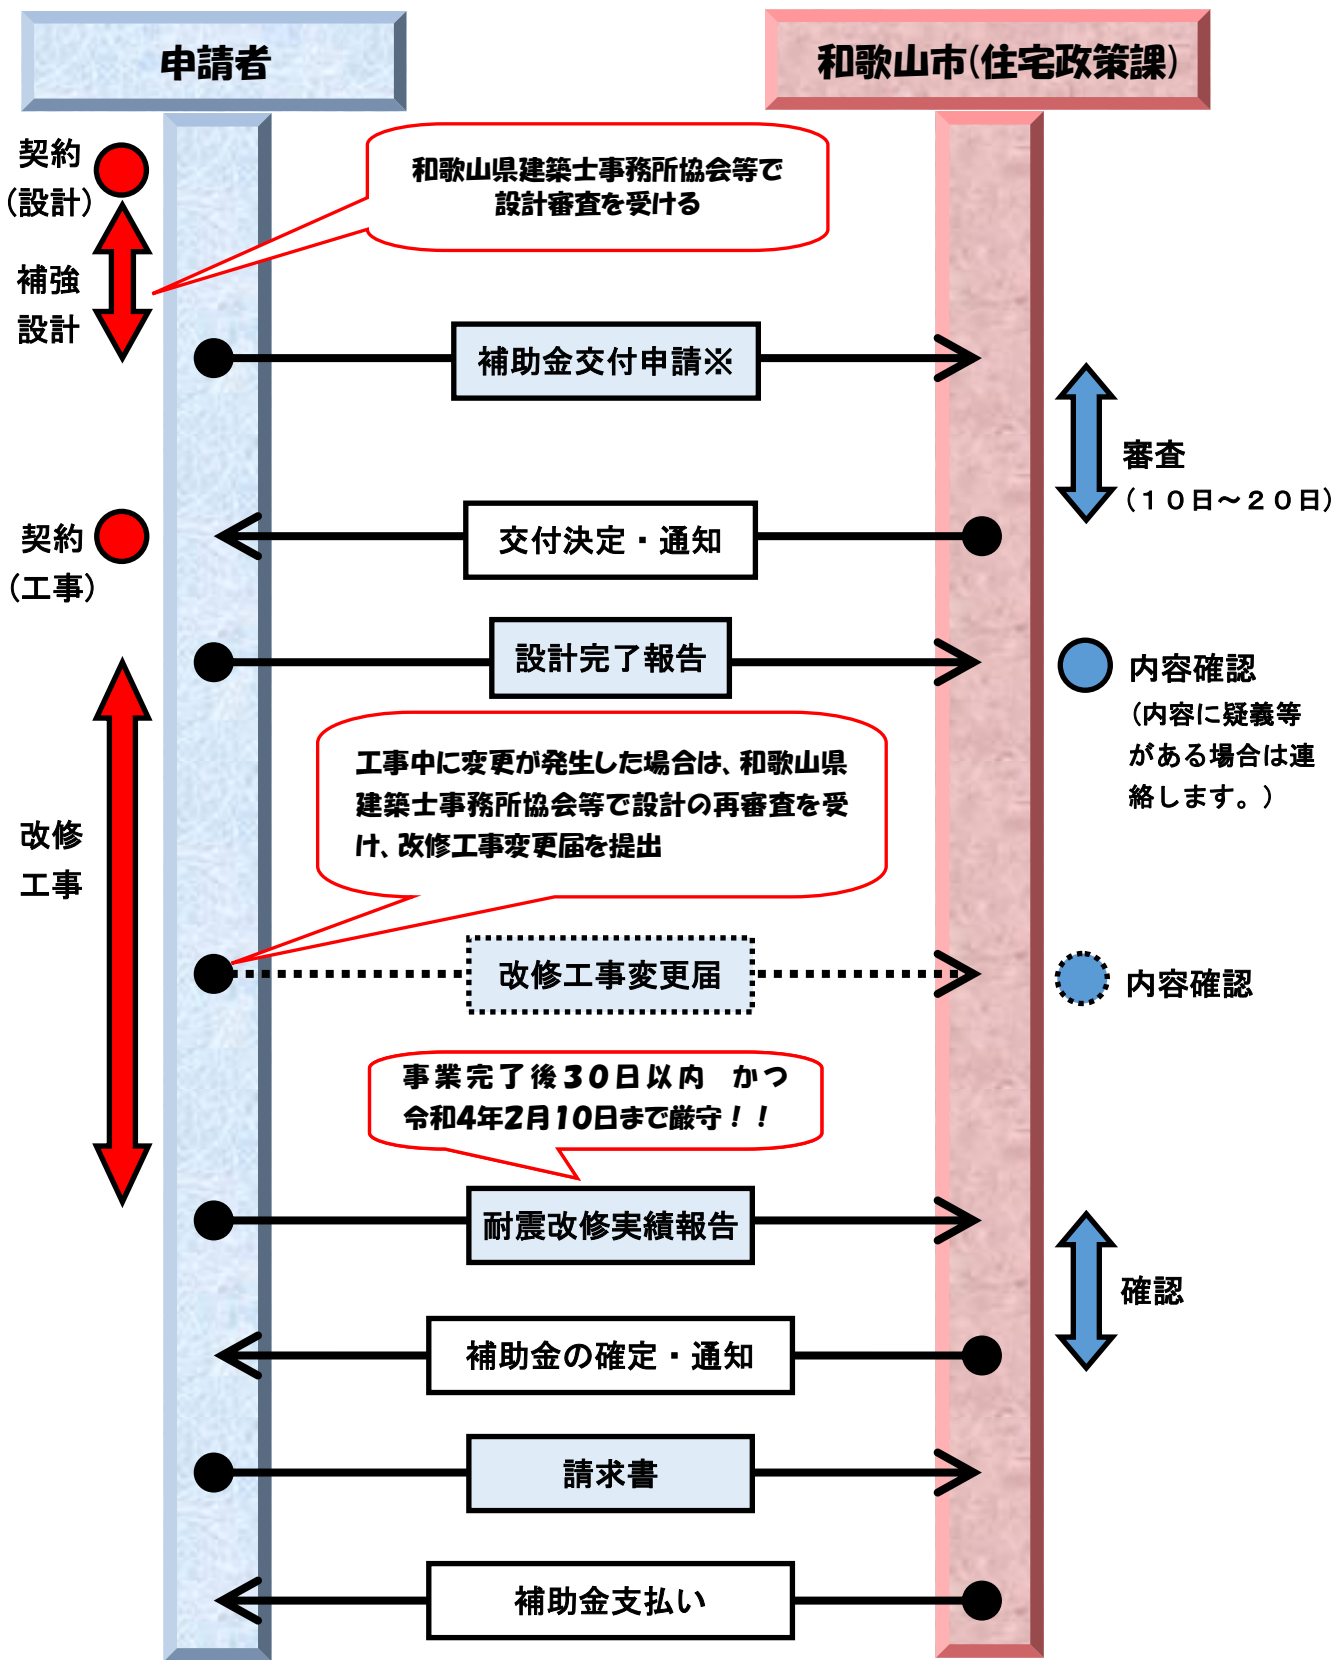 申請者
和歌山市(住宅政策課)
契約
(設計)
和歌山県建築士事務所協会等で
設計審査を受ける
補強
設計
補助金交付申請※
審査
（１０日～２０日）
交付決定・通知
契約
(工事)
設計完了報告
内容確認
（内容に疑義等
がある場合は連
絡します。）
工事中に変更が発生した場合は、和歌山県
建築士事務所協会等で設計の再審査を受
け、改修工事変更届を提出
改修
工事
改修工事変更届
内容確認
事業完了後３０日以内　かつ
令和4年2月10日まで厳守！！
耐震改修実績報告
確認
補助金の確定・通知
請求書
補助金支払い